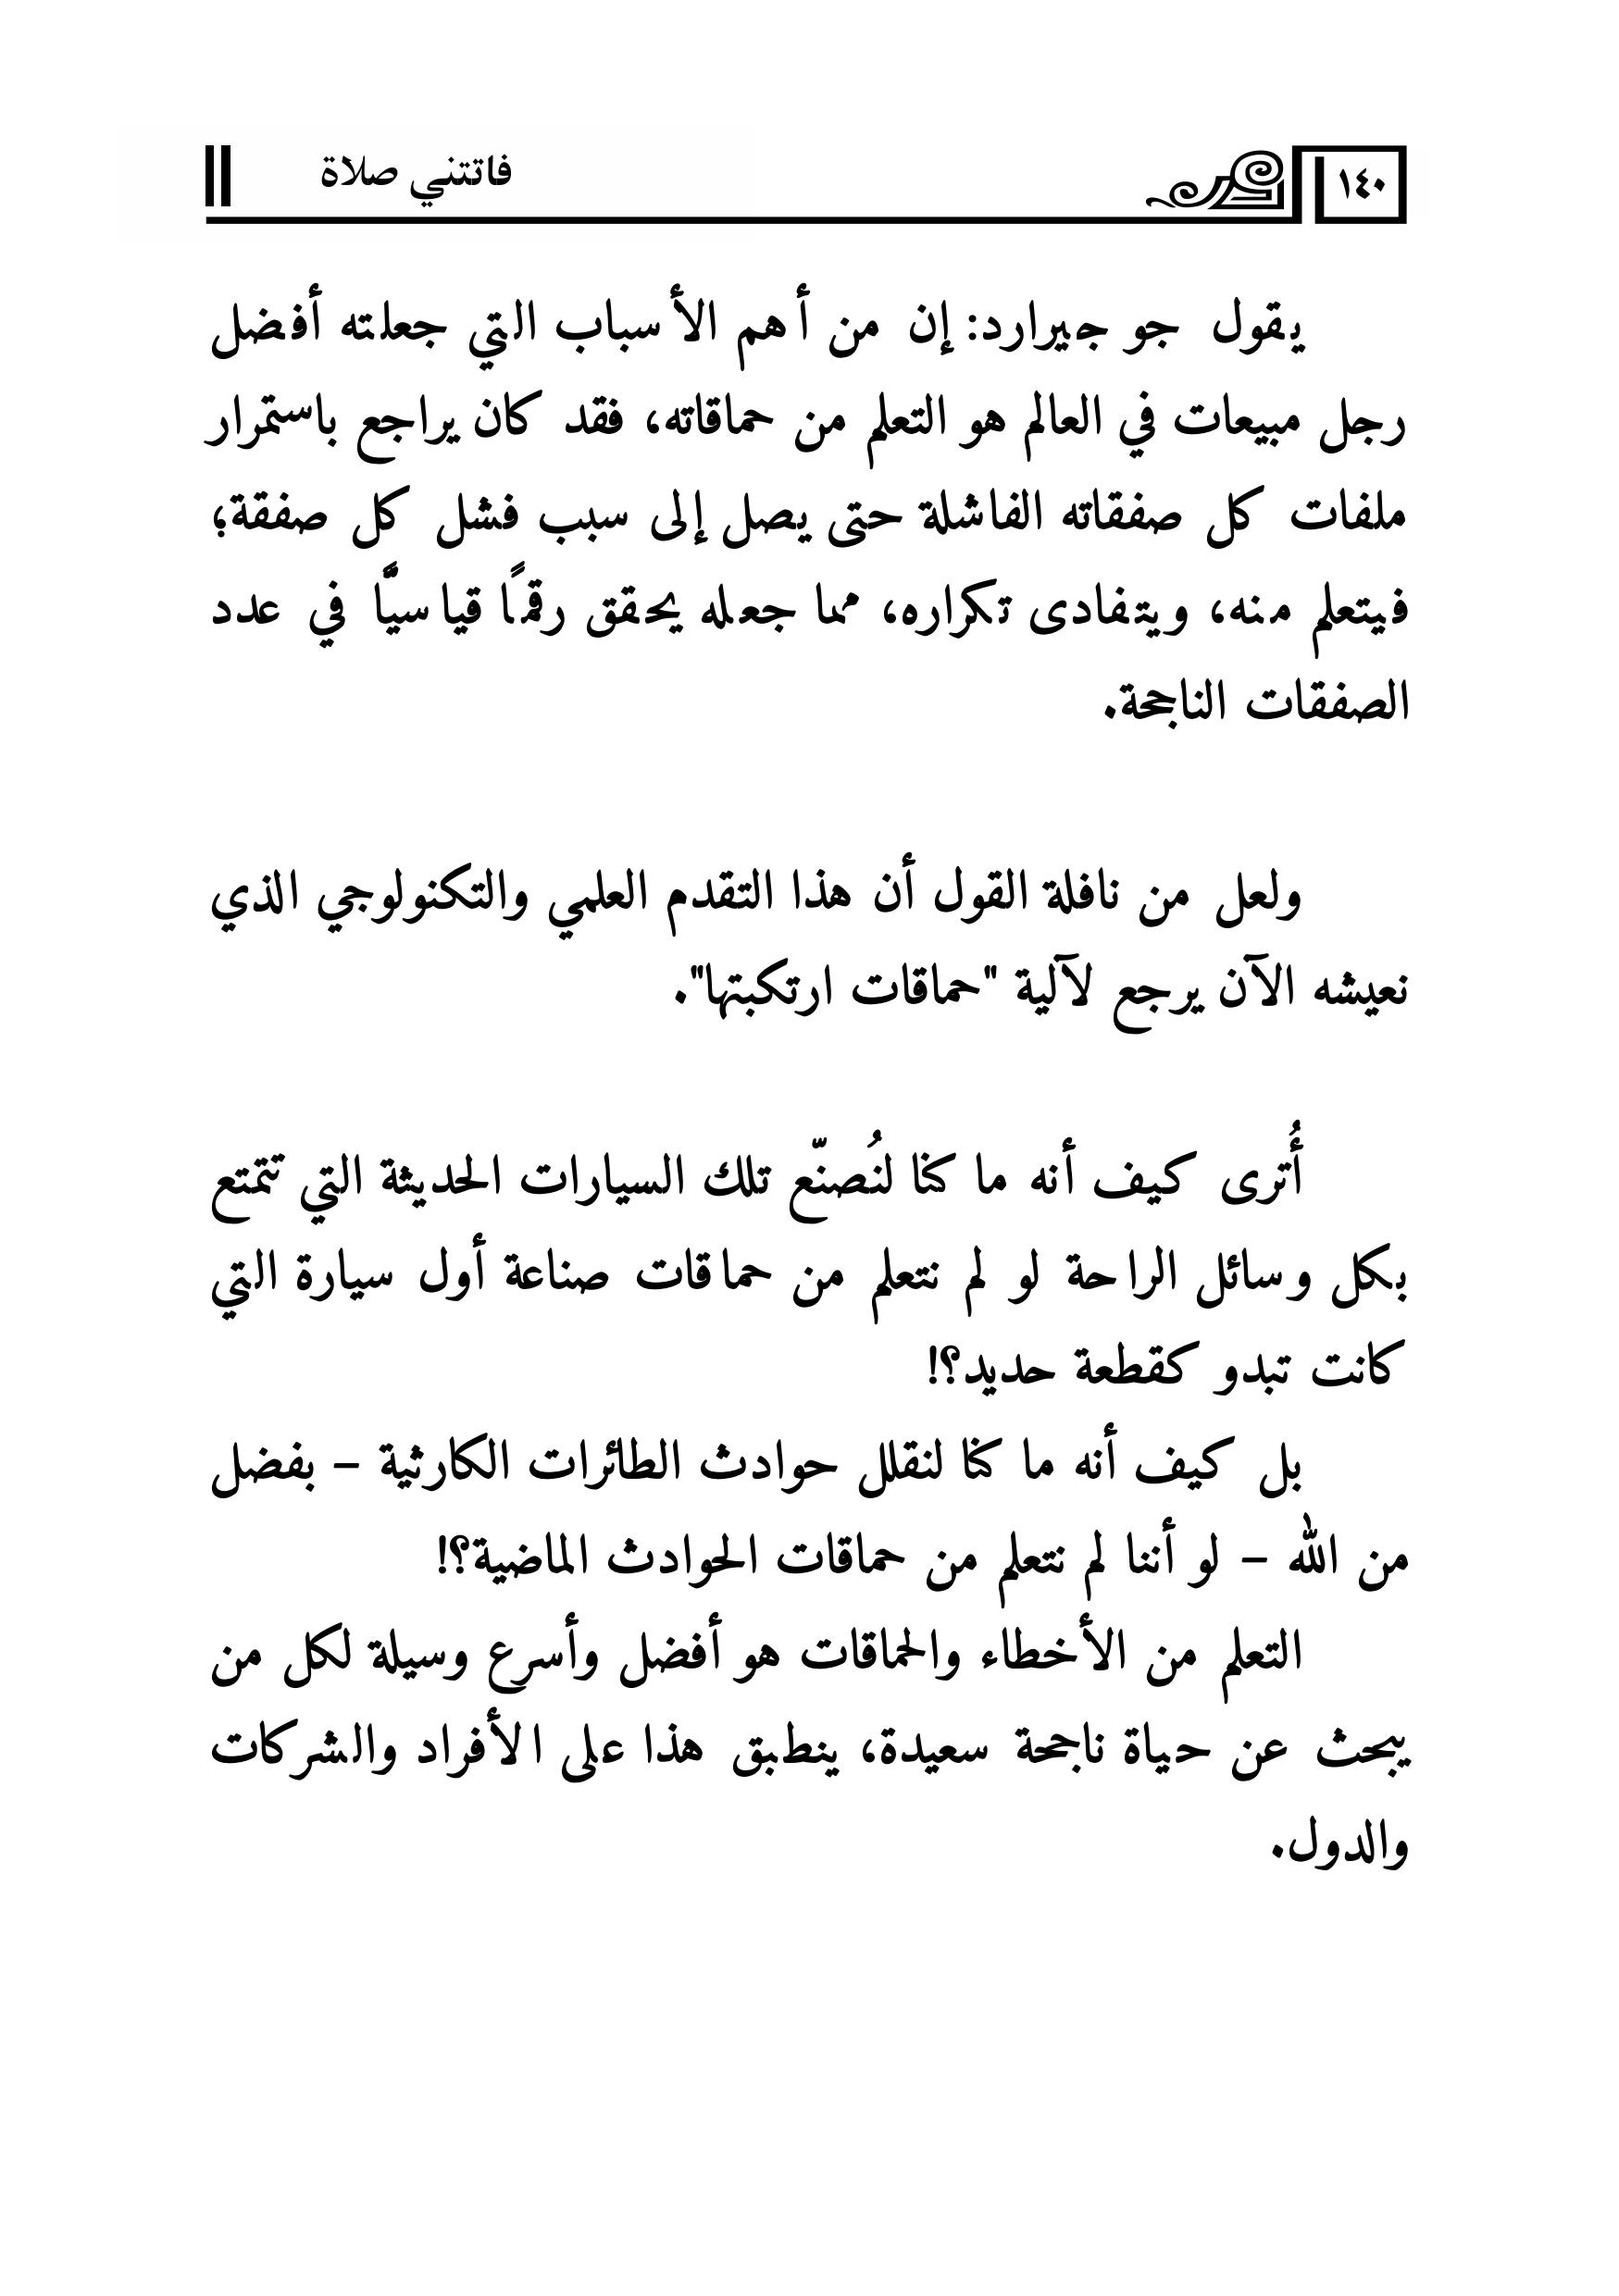 ١٤٠
فاتتني صلاة
يقول جو جيرارد: إن من أهم الأسباب التي جعلته أفضل
رجل مبيعات في العالم هو التعلم من حماقاته، فقد كان يراجع باستمرار
ملفات كل صفقاته الفاشلة حتى يصل إلى سبب فشل كل صفقة؛
فيتعلم منه، ويتفادى تكراره، مما جعله يحقق رقمًا قياسيًّا في عدد
الصفقات الناجحة.
ولعل من نافلة القول أن هذا التقدم العلمي والتكنولوجي الذي
نعيشه الآن يرجع لآلية "حماقات ارتكبتها".
أُترى كيف أنه ما كنا لنُصنّع تلك السيارات الحديثة التي تتمتع
بكل وسائل الراحة لو لم نتعلم من حماقات صناعة أول سيارة التي
كانت تبدو كقطعة حديد؟!
بل كيف أنه ما كنا لنقلل حوادث الطائرات الكارثية – بفضل
من الله – لو أننا لم نتعلم من حماقات الحوادث الماضية؟!
التعلم من الأخطاء والحماقات هو أفضل وأسرع وسيلة لكل من
يبحث عن حياة ناجحة سعيدة، ينطبق هذا على الأفراد والشركات
والدول.